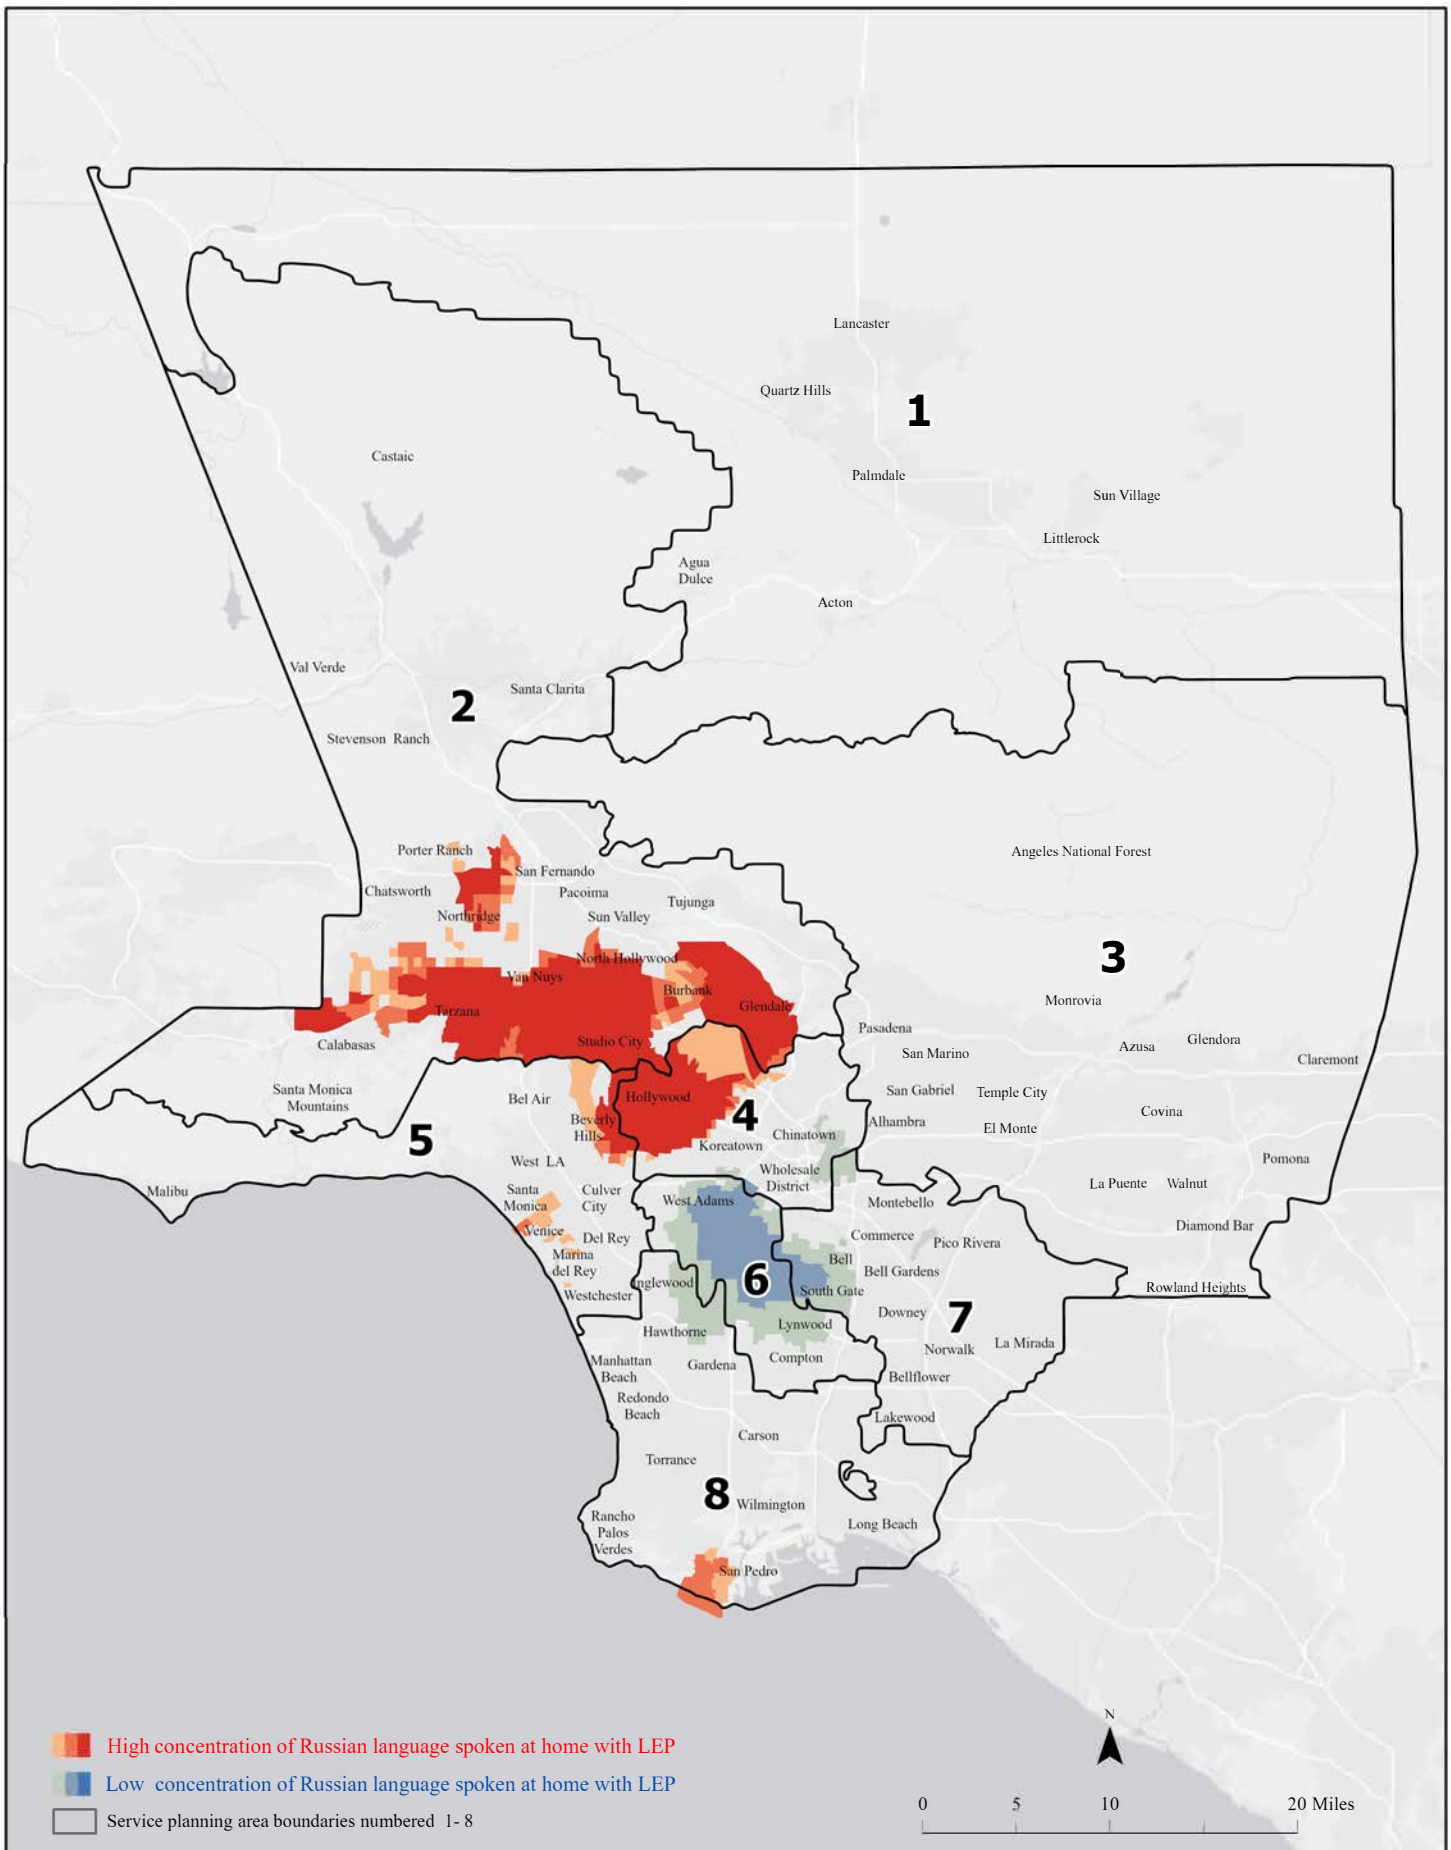 Lancaster
Quartz Hills
1
Castaic
Palmdale
Sun Village
Littlerock
Agua
Dulce
Acton
Val Verde
Santa Clarita
2
Stevenson  Ranch
Porter Ranch
Angeles National Forest
San Fernando
Chatsworth
Pacoima
Tujunga
Northridge
Sun Valley
North Hollywood
3
Van Nuys
Burbank
Monrovia
Glendale
Tarzana
Pasadena
Studio City
Calabasas
San Marino
Azusa
Glendora
Claremont
Santa Monica
Mountains
Bel Air
Hollywood
San Gabriel
Temple City
4
Beverly
Hills
Covina
Alhambra
El Monte
5
Chinatown
Koreatown
West  LA
Pomona
Wholesale
District
Malibu
Santa
Monica
Culver
City
West Adams
La Puente
Walnut
Montebello
Diamond Bar
Venice
Del Rey
Commerce
Pico Rivera
Marina
del Rey
Bell
6
Bell Gardens
Inglewood
South Gate
Rowland Heights
Westchester
Downey
7
Hawthorne
Lynwood
La Mirada
Norwalk
Manhattan
Beach
Gardena
Compton
Bellflower
Redondo
Beach
Lakewood
Carson
Torrance
8
Wilmington
Rancho
Palos
Verdes
Long Beach
San Pedro
N
High concentration of Russian language spoken at home with LEP
Low  concentration of Russian language spoken at home with LEP
Service planning area boundaries numbered  1- 8
0 5 10 20 Miles